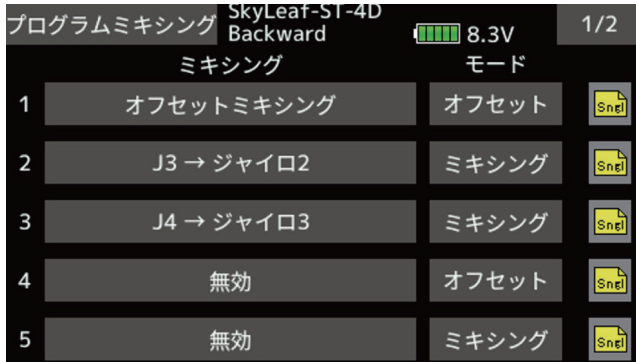 プログラムミキシング SkyLeaf-ST-4D 1/2
Backward 8.3V
ミキシング モード
1 オフセットミキシング オフセット Sngl
2 J3 → ジャイロ2 ミキシング Sngl
3 J4 → ジャイロ3 ミキシング Sngl
4 無効 オフセット Sngl
5 無効 ミキシング Sngl